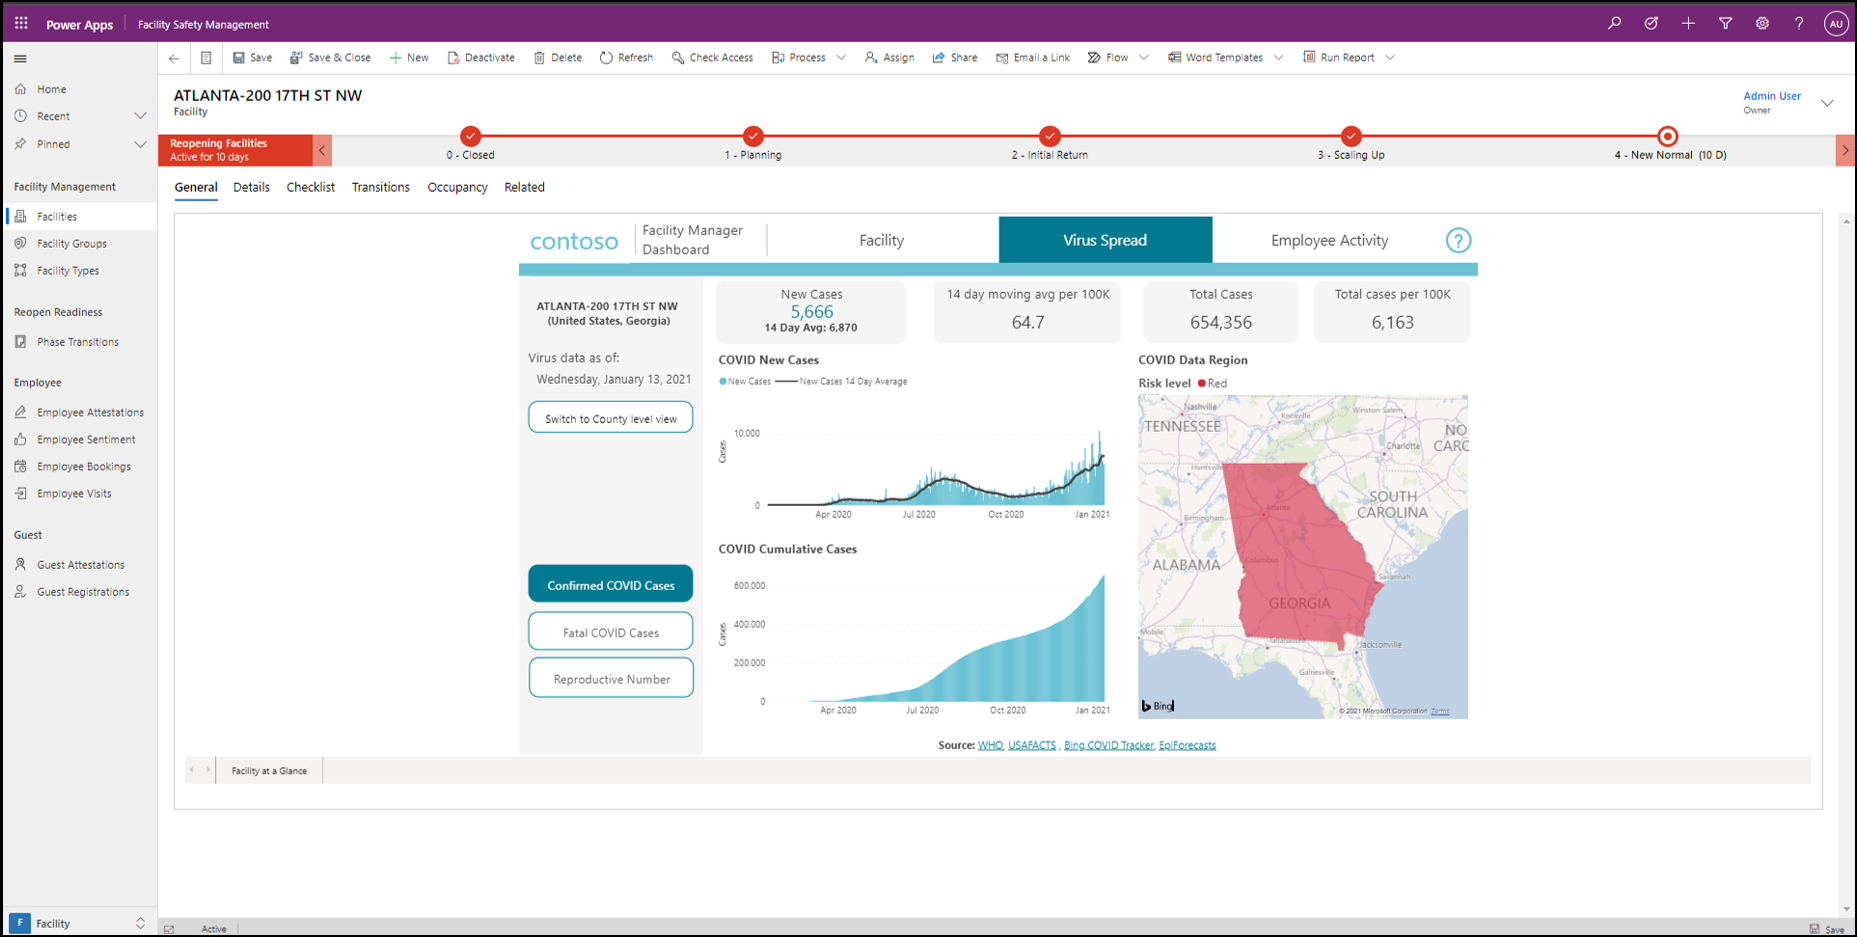 Power Apps
Facility Safety Management
AU
Save
Save & Close
New
Deactivate
Delete
Refresh
Check Access
Process
Assign
Share
Email a Link
Flow
Word Templates
Run Report
Home
Recent
Pinned
Facility Management
Facilities
Facility Groups
Facility Types
Reopen Readiness
Phase Transitions
Employee
Employee Attestations
Employee Sentiment
Employee Bookings
Employee Visits
Guest
Guest Attestations
Guest Registrations
F Facility
ATLANTA-200 17TH ST NW
Facility
Admin User
Owner
Reopening Facilities
Active for 10 days
0 - Closed
1 - Planning
2 - Initial Return
3 - Scaling Up
4 - New Normal (10 D)
General
Details
Checklist
Transitions
Occupancy
Related
contoso
Facility Manager
Dashboard
Facility
Virus Spread
Employee Activity
?
ATLANTA-200 17TH ST NW
(United States, Georgia)
Virus data as of:
Wednesday, January 13, 2021
Switch to County level view
Confirmed COVID Cases
Fatal COVID Cases
Reproductive Number
New Cases
5,666
14 Day Avg: 6,870
14 day moving avg per 100K
64.7
Total Cases
654,356
Total cases per 100K
6,163
COVID New Cases
New Cases
New Cases 14 Day Average
Cases
10,000
0
Apr 2020
Jul 2020
Oct 2020
Jan 2021
COVID Cumulative Cases
Cases
600,000
400,000
200,000
0
Apr 2020
Jul 2020
Oct 2020
Jan 2021
COVID Data Region
Risk level
Red
Nashville
TENNESSEE
Knoxville
Winston-Salem
NO
CARC
Charlotte
Huntsvil
SOUTH
CAROLINA
Atlanta
Birmingham
Columbus
ALABAMA
Savannah
GEORGIA
Mobile
Jacksonville
Gainesville
Bing
© 2021 Microsoft Corporation Terms
Source: WHO, USAFACTS , Bing COVID Tracker, EpiForecasts
Facility at a Glance
Active
Save